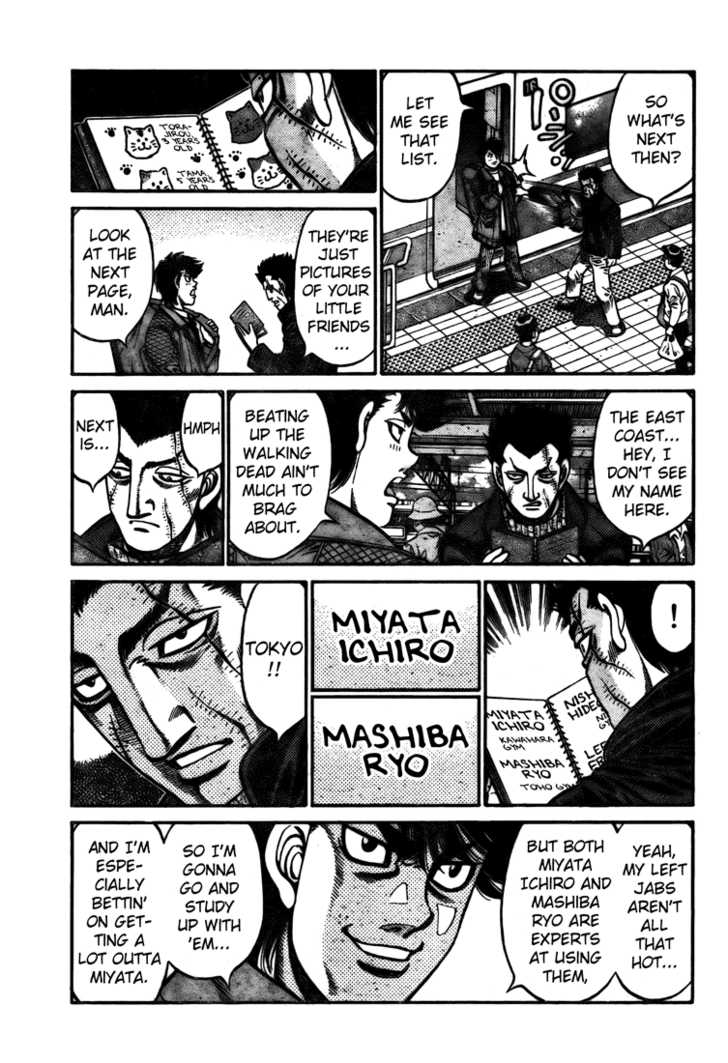 SO
WHAT'S
NEXT
THEN?
LET
ME SEE
THAT
LIST.
TORA-
JIROU,
3 YEARS
OLD
TAMA,
5 YEARS
OLD
THEY'RE
JUST
PICTURES
OF YOUR
LITTLE
FRIENDS
...
LOOK
AT THE
NEXT
PAGE,
MAN.
THE EAST
COAST...
HEY, I
DON'T SEE
MY NAME
HERE.
BEATING
UP THE
WALKING
DEAD AIN'T
MUCH TO
BRAG
ABOUT.
HMPH
NEXT
IS...
!
MIYATA
ICHIRO
KAWAHARA
GYM
MASHIBA
RYO
TOHO GYM
MIYATA
ICHIRO
MASHIBA
RYO
TOKYO
!!
YEAH,
MY LEFT
JABS
AREN'T
ALL
THAT
HOT...
BUT BOTH
MIYATA
ICHIRO AND
MASHIBA
RYO ARE
EXPERTS
AT USING
THEM,
SO I'M
GONNA
GO AND
STUDY
UP WITH
'EM...
AND I'M
ESPE-
CIALLY
BETTIN'
ON GET-
TING A
LOT OUTTA
MIYATA.